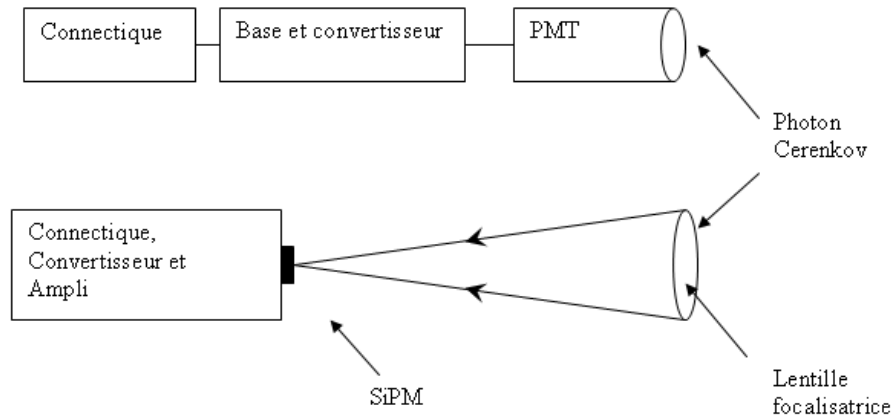 Connectique
Base et convertisseur
PMT
Photon
Cerenkov
Connectique,
Convertisseur et
Ampli
SiPM
Lentille
focalisatrice